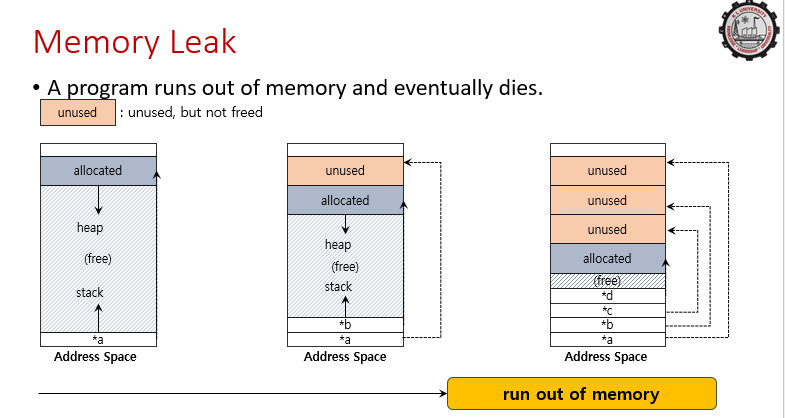 Memory Leak
• A program runs out of memory and eventually dies.
unused : unused, but not freed
allocated
heap
(free)
stack
*a
Address Space
unused
allocated
heap
(free)
stack
*b
*a
Address Space
unused
unused
unused
allocated
(free)
*d
*c
*b
*a
Address Space
run out of memory